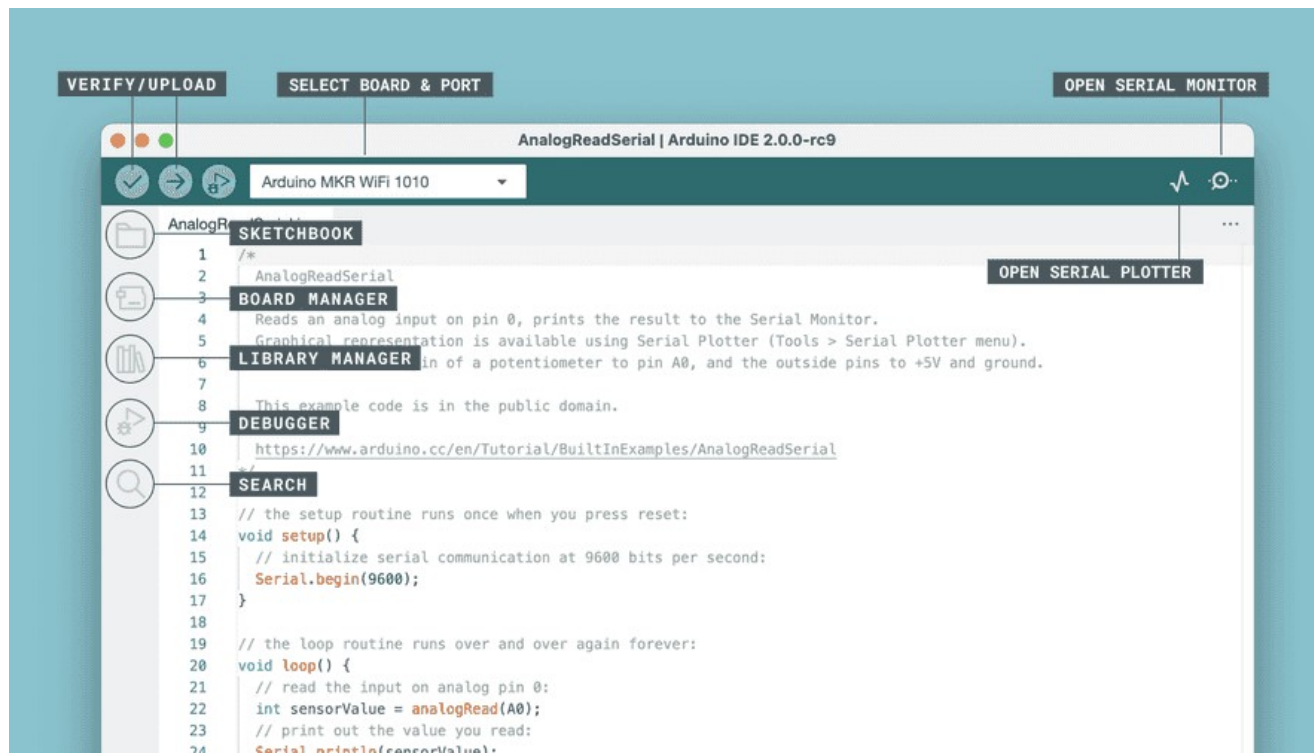 VERIFY/UPLOAD
SELECT BOARD & PORT
OPEN SERIAL MONITOR
AnalogReadSerial | Arduino IDE 2.0.0-rc9
Arduino MKR WiFi 1010
SKETCHBOOK
OPEN SERIAL PLOTTER
BOARD MANAGER
LIBRARY MANAGER
DEBUGGER
SEARCH
1 /*
2 AnalogReadSerial
3
4 Reads an analog input on pin 0, prints the result to the Serial Monitor.
5 Graphical representation is available using Serial Plotter (Tools > Serial Plotter menu).
6 in of a potentiometer to pin A0, and the outside pins to +5V and ground.
7
8 This example code is in the public domain.
9
10 https://www.arduino.cc/en/Tutorial/BuiltInExamples/AnalogReadSerial
11 */
12
13 // the setup routine runs once when you press reset:
14 void setup() {
15 // initialize serial communication at 9600 bits per second:
16 Serial.begin(9600);
17 }
18
19 // the loop routine runs over and over again forever:
20 void loop() {
21 // read the input on analog pin 0:
22 int sensorValue = analogRead(A0);
23 // print out the value you read:
24 Serial.println(sensorValue);